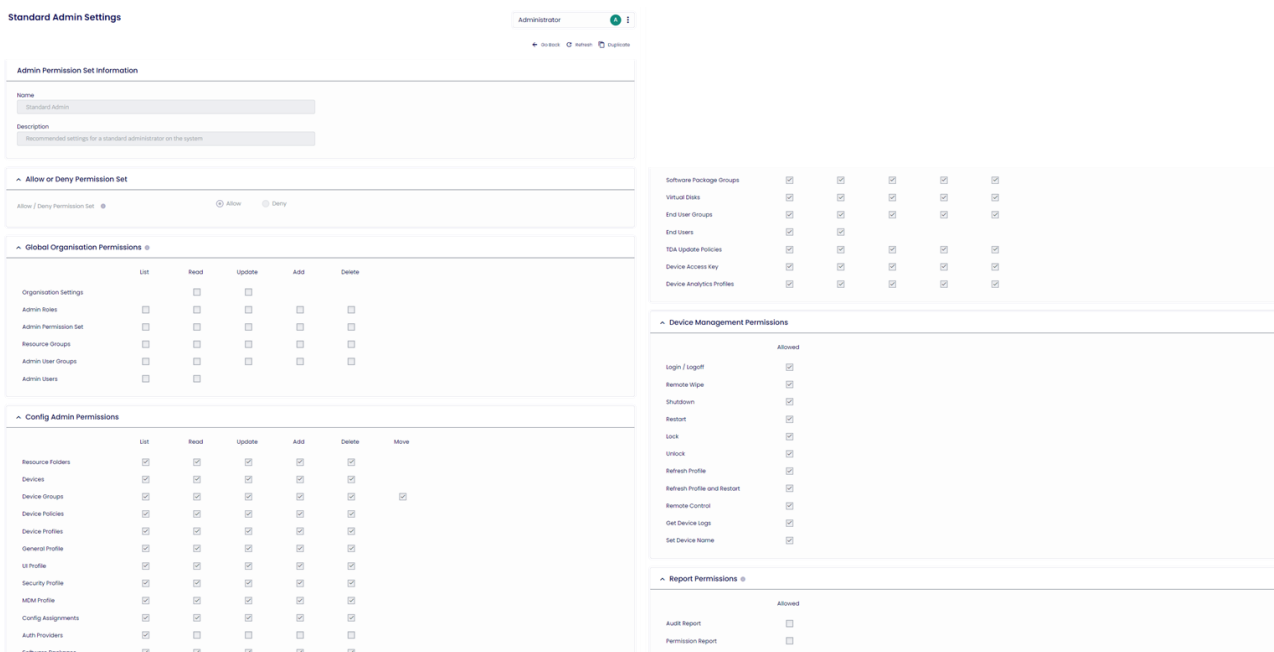 Standard Admin Settings
Administrator A
Go Back Refresh Duplicate
Admin Permission Set Information
Name
Standard Admin
Description
Recommended settings for a standard administrator on the system
Allow or Deny Permission Set
Allow / Deny Permission Set Allow Deny
Global Organisation Permissions
List Read Update Add Delete
Organisation Settings
Admin Roles
Admin Permission Set
Resource Groups
Admin User Groups
Admin Users
Config Admin Permissions
List Read Update Add Delete Move
Resource Folders
Devices
Device Groups
Device Policies
Device Profiles
General Profile
UI Profile
Security Profile
MDM Profile
Config Assignments
Auth Providers
Software Packages
Software Package Groups
Virtual Disks
End User Groups
End Users
TDA Update Policies
Device Access Key
Device Analytics Profiles
Device Management Permissions
Allowed
Login / Logoff
Remote Wipe
Shutdown
Restart
Lock
Unlock
Refresh Profile
Refresh Profile and Restart
Remote Control
Get Device Logs
Set Device Name
Report Permissions
Allowed
Audit Report
Permission Report